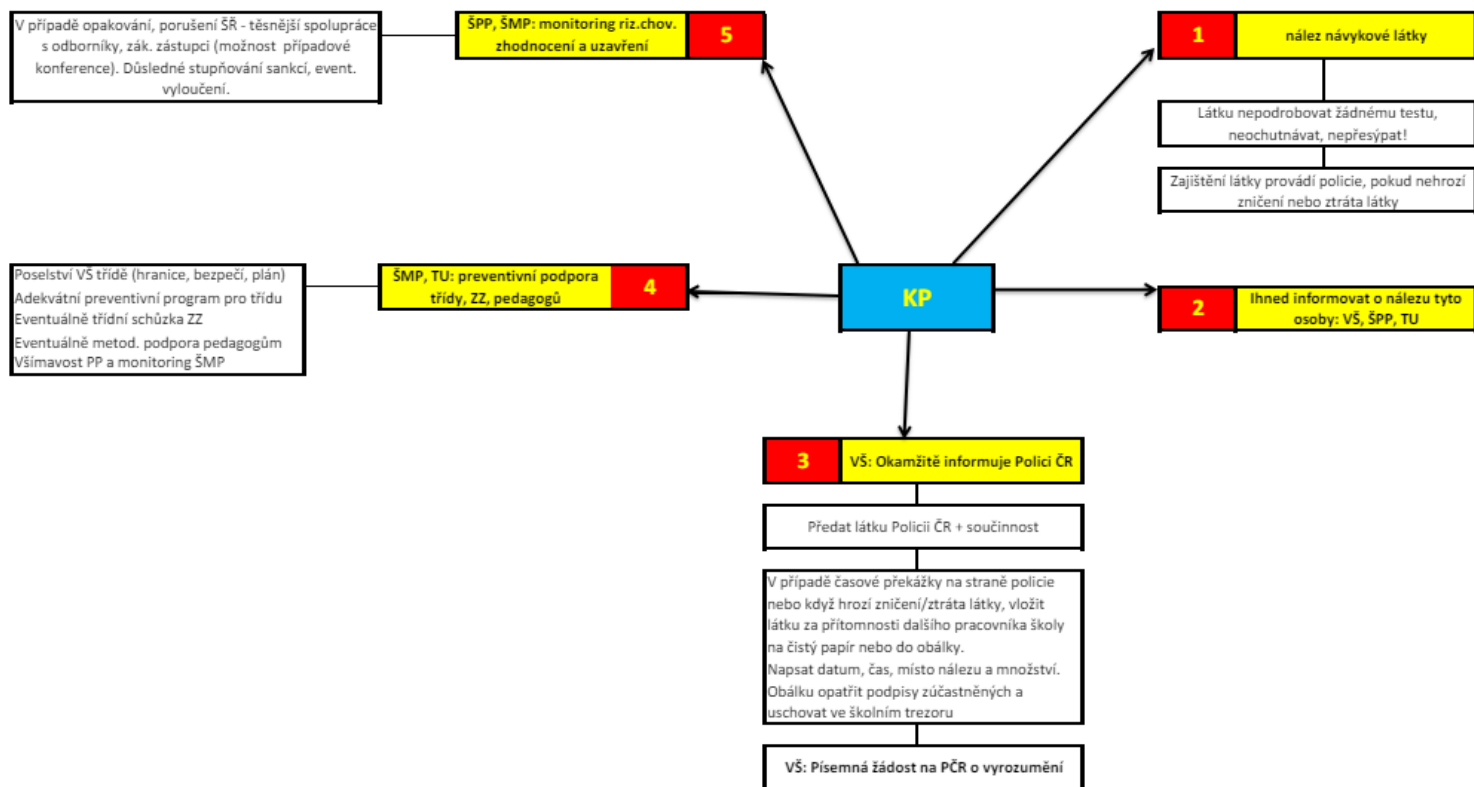 1
nález návykové látky
Látku nepodrobovat žádnému testu,
neochutnávat, nepřesýpat!
Zajištění látky provádí policie, pokud nehrozí
zničení nebo ztráta látky
KP
2
Ihned informovat o nálezu tyto
osoby: VŠ, ŠPP, TU
3
VŠ: Okamžitě informuje Polici ČR
Předat látku Policii ČR + součinnost
V případě časové překážky na straně policie
nebo když hrozí zničení/ztráta látky, vložit
látku za přítomnosti dalšího pracovníka školy
na čistý papír nebo do obálky.
Napsat datum, čas, místo nálezu a množství.
Obálku opatřit podpisy zúčastněných a
uschovat ve školním trezoru
VŠ: Písemná žádost na PČR o vyrozumění
ŠMP, TU: preventivní podpora
třídy, ZZ, pedagogů
4
Poselství VŠ třídě (hranice, bezpečí, plán)
Adekvátní preventivní program pro třídu
Eventuálně třídní schůzka ZZ
Eventuálně metod. podpora pedagogům
Všímavost PP a monitoring ŠMP
ŠPP, ŠMP: monitoring riz.chov.
zhodnocení a uzavření
5
V případě opakování, porušení ŠŘ - těsnější spolupráce
s odborníky, zák. zástupci (možnost případové
konference). Důsledné stupňování sankcí, event.
vyloučení.